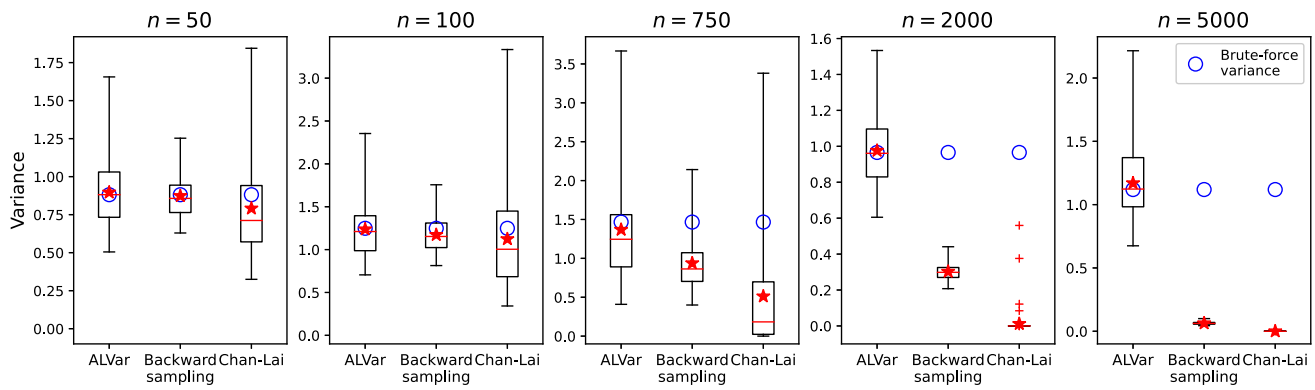 n = 50
n = 100
n = 750
n = 2000
n = 5000
Variance
1.75
1.50
1.25
1.00
0.75
0.50
0.25
0.00
ALVar
Backward
sampling
Chan-Lai
3.0
2.5
2.0
1.5
1.0
0.5
0.0
ALVar
Backward
sampling
Chan-Lai
3.5
3.0
2.5
2.0
1.5
1.0
0.5
0.0
ALVar
Backward
sampling
Chan-Lai
1.6
1.4
1.2
1.0
0.8
0.6
0.4
0.2
0.0
ALVar
Backward
sampling
Chan-Lai
2.0
1.5
1.0
0.5
0.0
Brute-force
variance
ALVar
Backward
sampling
Chan-Lai